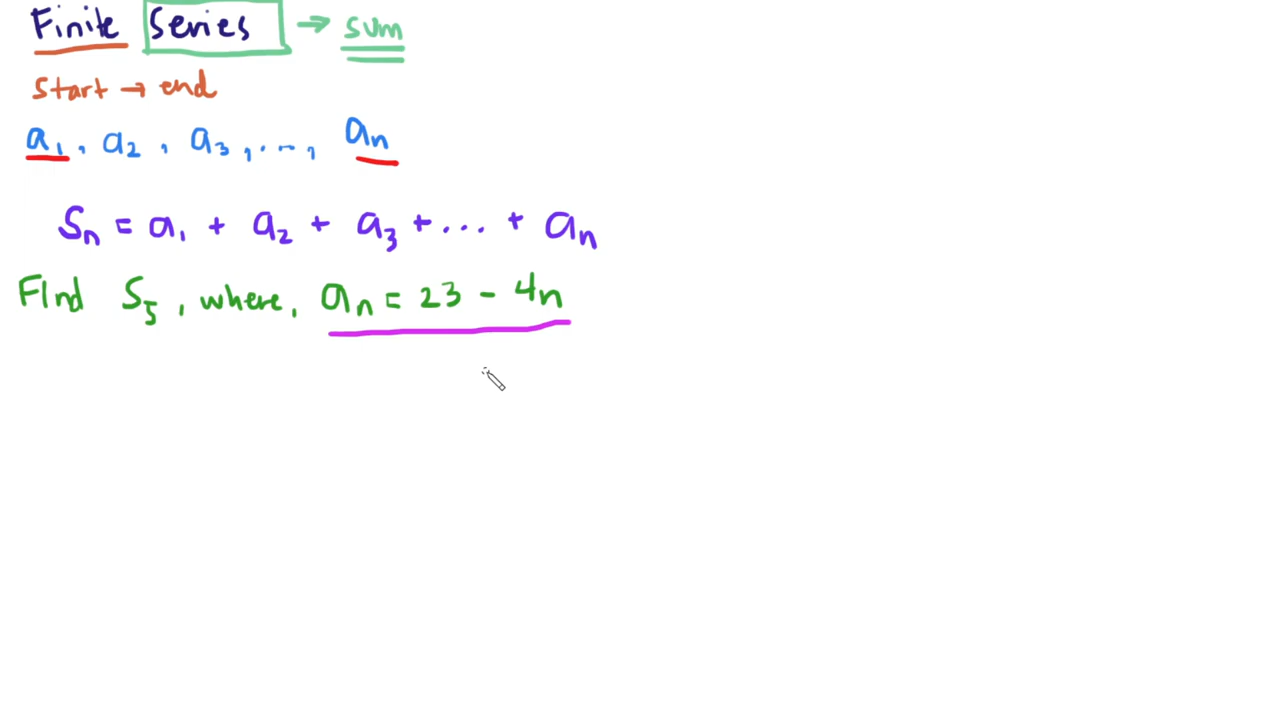 Finite Series → sum
start → end
a₁, a₂, a₃, ..., aₙ
Sₙ = a₁ + a₂ + a₃ + ... + aₙ
FInd S₅, where, aₙ = 23 - 4n